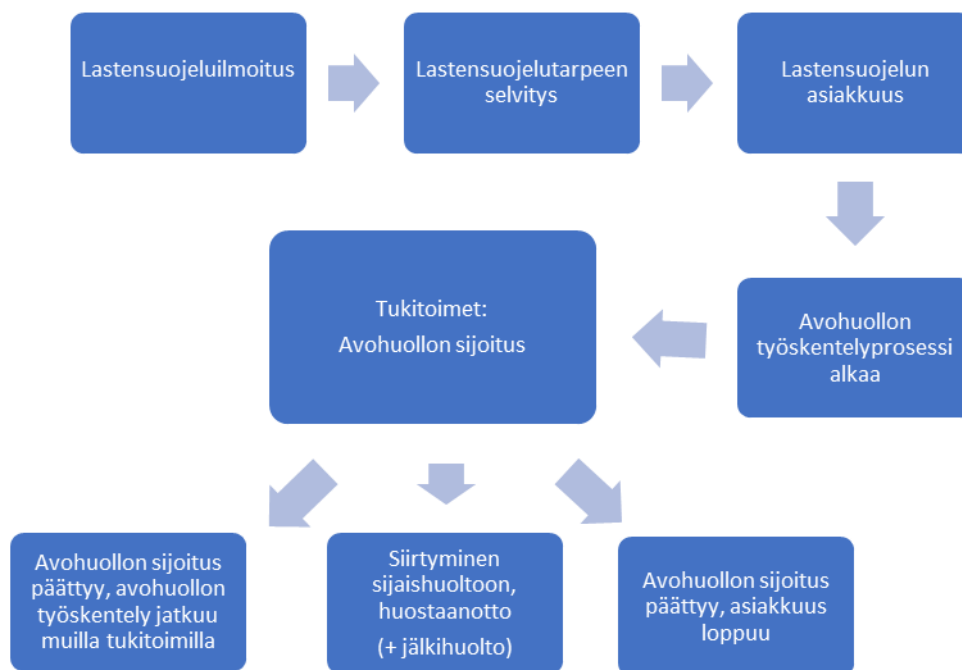 Lastensuojeluilmoitus
Lastensuojelutarpeen
selvitys
Lastensuojelun
asiakkuus
Avohuollon
työskentelyprosessi
alkaa
Tukitoimet:
Avohuollon sijoitus
Avohuollon sijoitus
päättyy, avohuollon
työskentely jatkuu
muilla tukitoimilla
Siirtyminen
sijaishuoltoon,
huostaanotto
(+ jälkihuolto)
Avohuollon sijoitus
päättyy, asiakkuus
loppuu